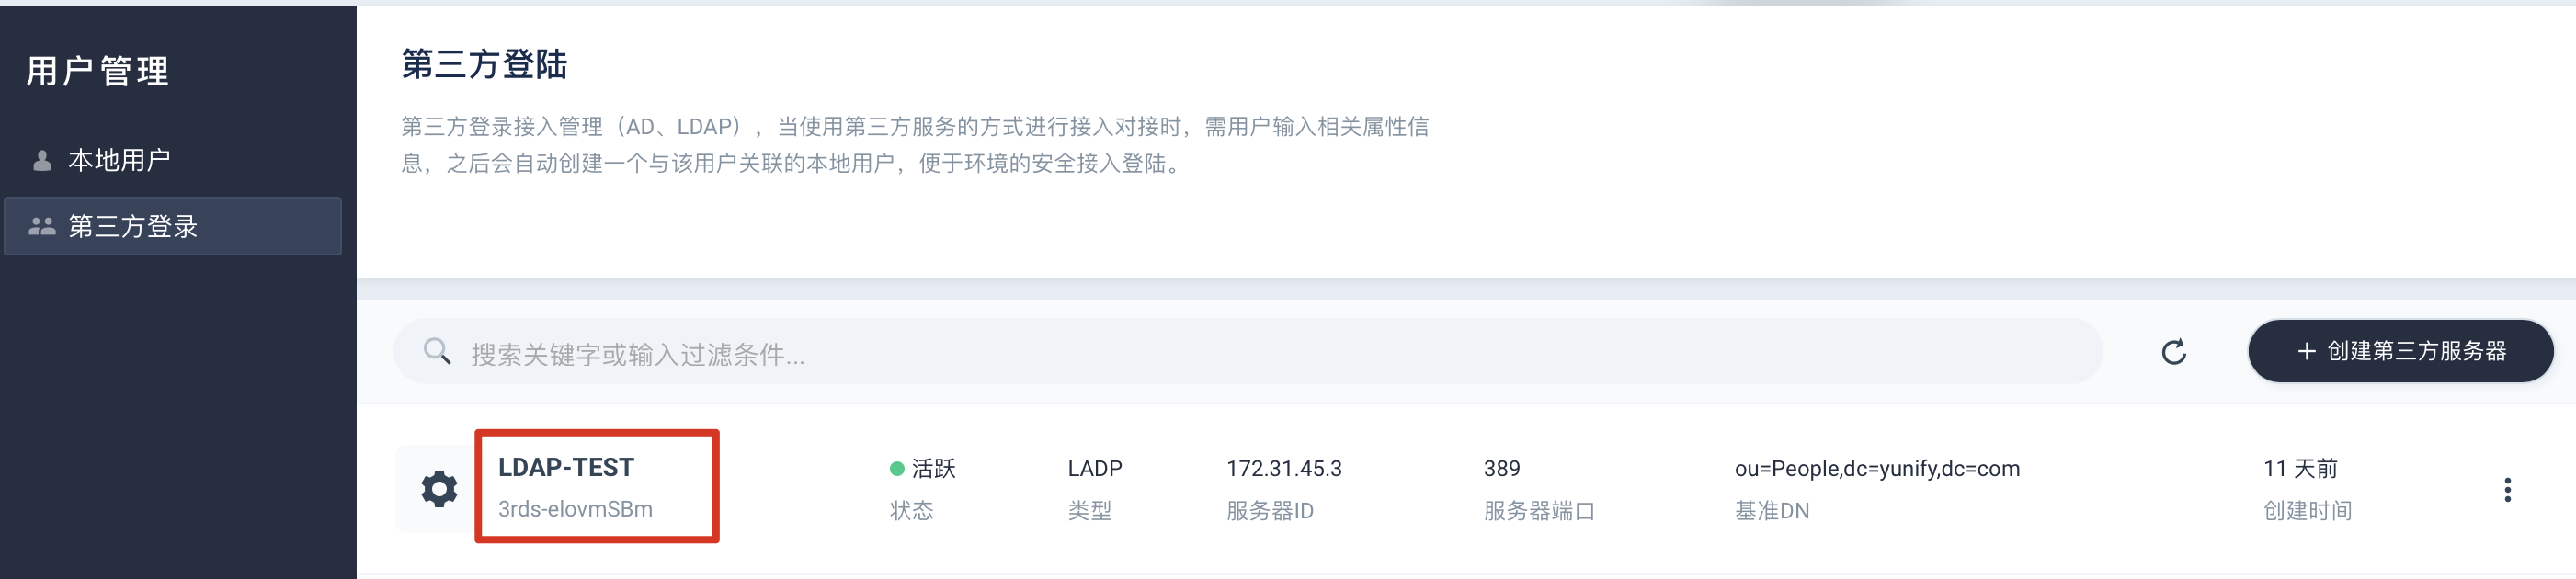 用户管理
本地用户
第三方登录
第三方登陆
第三方登录接入管理（AD、LDAP），当使用第三方服务的方式进行接入对接时，需用户输入相关属性信
息，之后会自动创建一个与该用户关联的本地用户，便于环境的安全接入登陆。
搜索关键字或输入过滤条件...
+ 创建第三方服务器
LDAP-TEST
3rds-elovmSBm
活跃
状态
LADP
类型
172.31.45.3
服务器ID
389
服务器端口
ou=People,dc=yunify,dc=com
基准DN
11 天前
创建时间